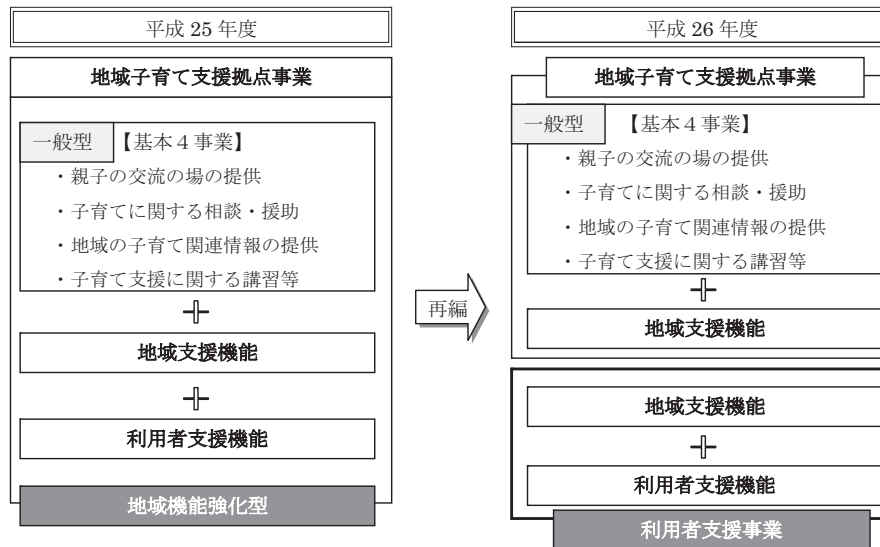 平成 25 年度
地域子育て支援拠点事業
一般型 【基本４事業】
・親子の交流の場の提供
・子育てに関する相談・援助
・地域の子育て関連情報の提供
・子育て支援に関する講習等
地域支援機能
利用者支援機能
地域機能強化型
再編
平成 26 年度
地域子育て支援拠点事業
一般型 【基本４事業】
・親子の交流の場の提供
・子育てに関する相談・援助
・地域の子育て関連情報の提供
・子育て支援に関する講習等
地域支援機能
地域支援機能
利用者支援機能
利用者支援事業